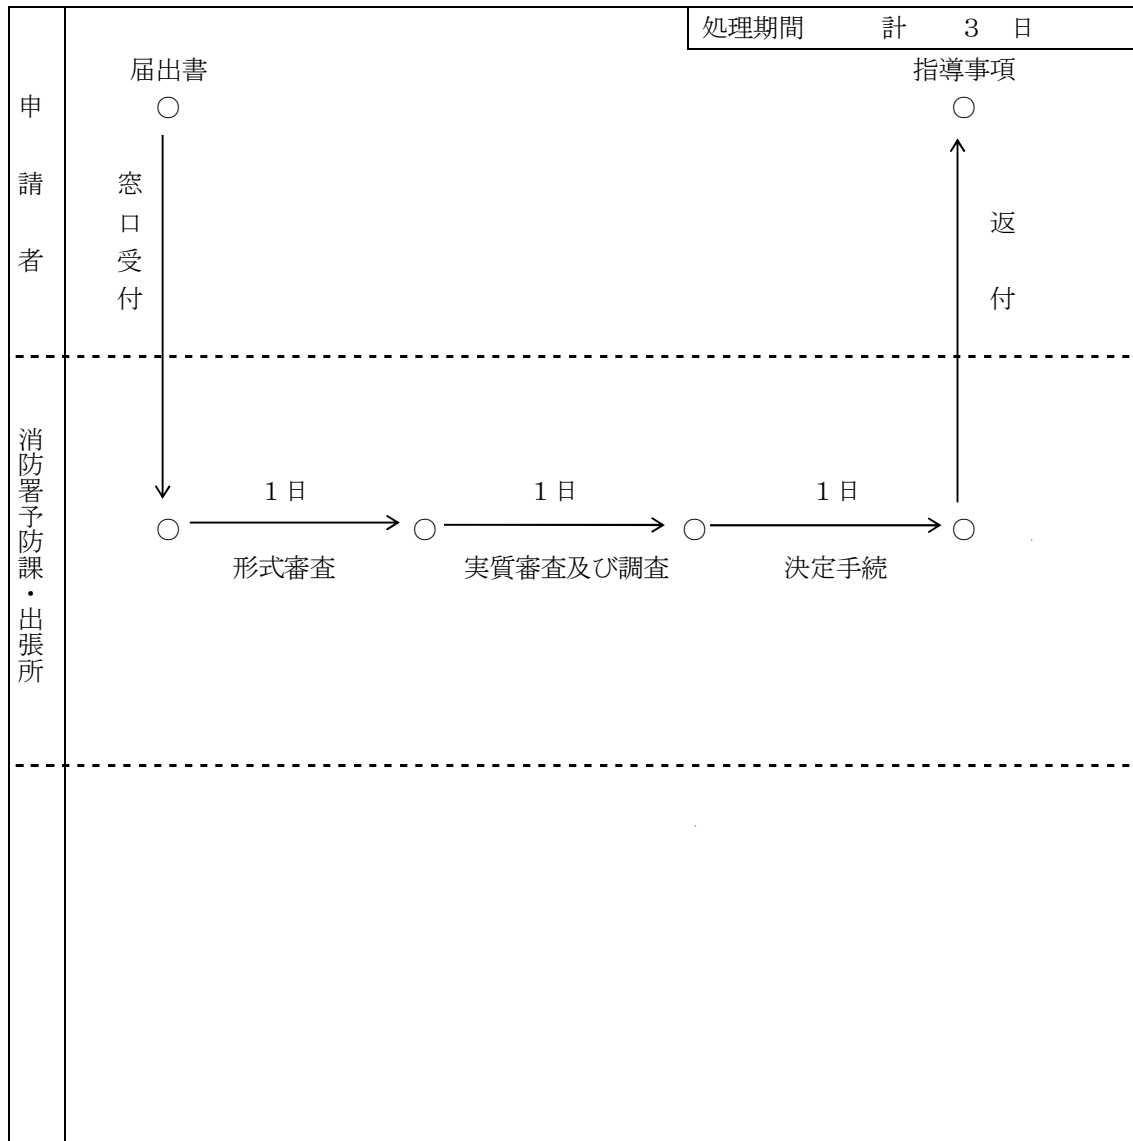 処理期間 計 3 日
届出書
指導事項
申請者
○ ○
窓口受付
返付
消防署予防課・出張所
1日 1日 1日
○ ○ ○ ○
形式審査 実質審査及び調査 決定手続